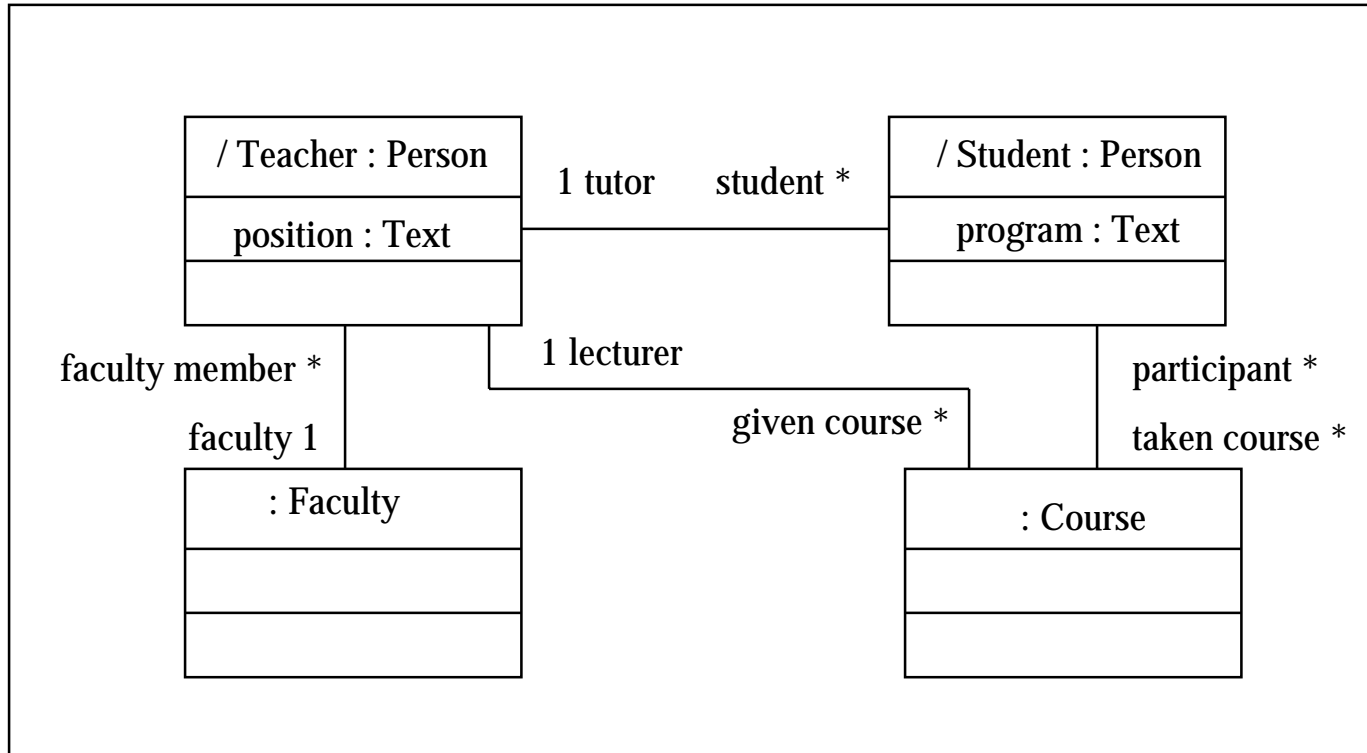 / Teacher : Person
position : Text
1 tutor
student *
/ Student : Person
program : Text
faculty member *
faculty 1
1 lecturer
given course *
participant *
taken course *
: Faculty
: Course